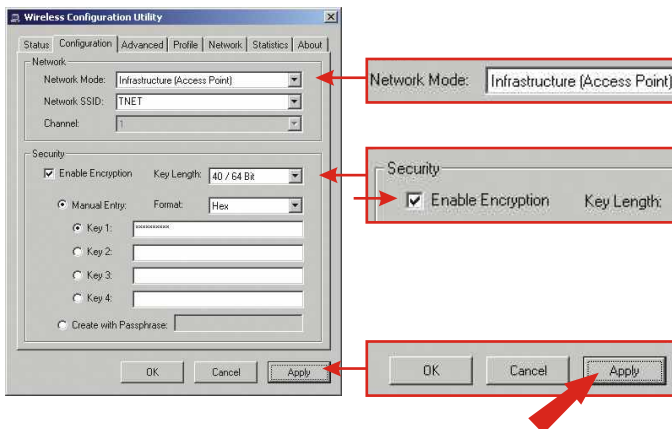 Wireless Configuration Utility
Status Configuration Advanced Profile Network Statistics About
Network
Network Mode: Infrastructure (Access Point)
Network SSID: TNET
Channel: 1
Security
Enable Encryption Key Length: 40 / 64 Bit
Manual Entry: Format: Hex
Key 1: **********
Key 2:
Key 3:
Key 4:
Create with Passphrase:
OK Cancel Apply
Network Mode: Infrastructure (Access Point)
Security
Enable Encryption Key Length:
OK Cancel Apply